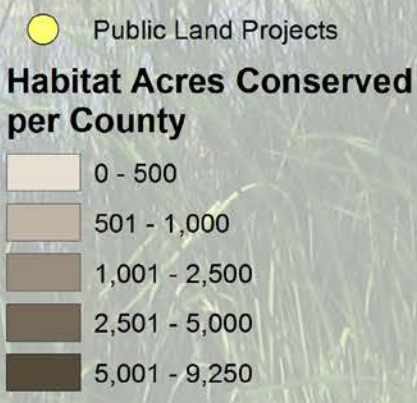 Public Land Projects
Habitat Acres Conserved
per County
0 - 500
501 - 1,000
1,001 - 2,500
2,501 - 5,000
5,001 - 9,250